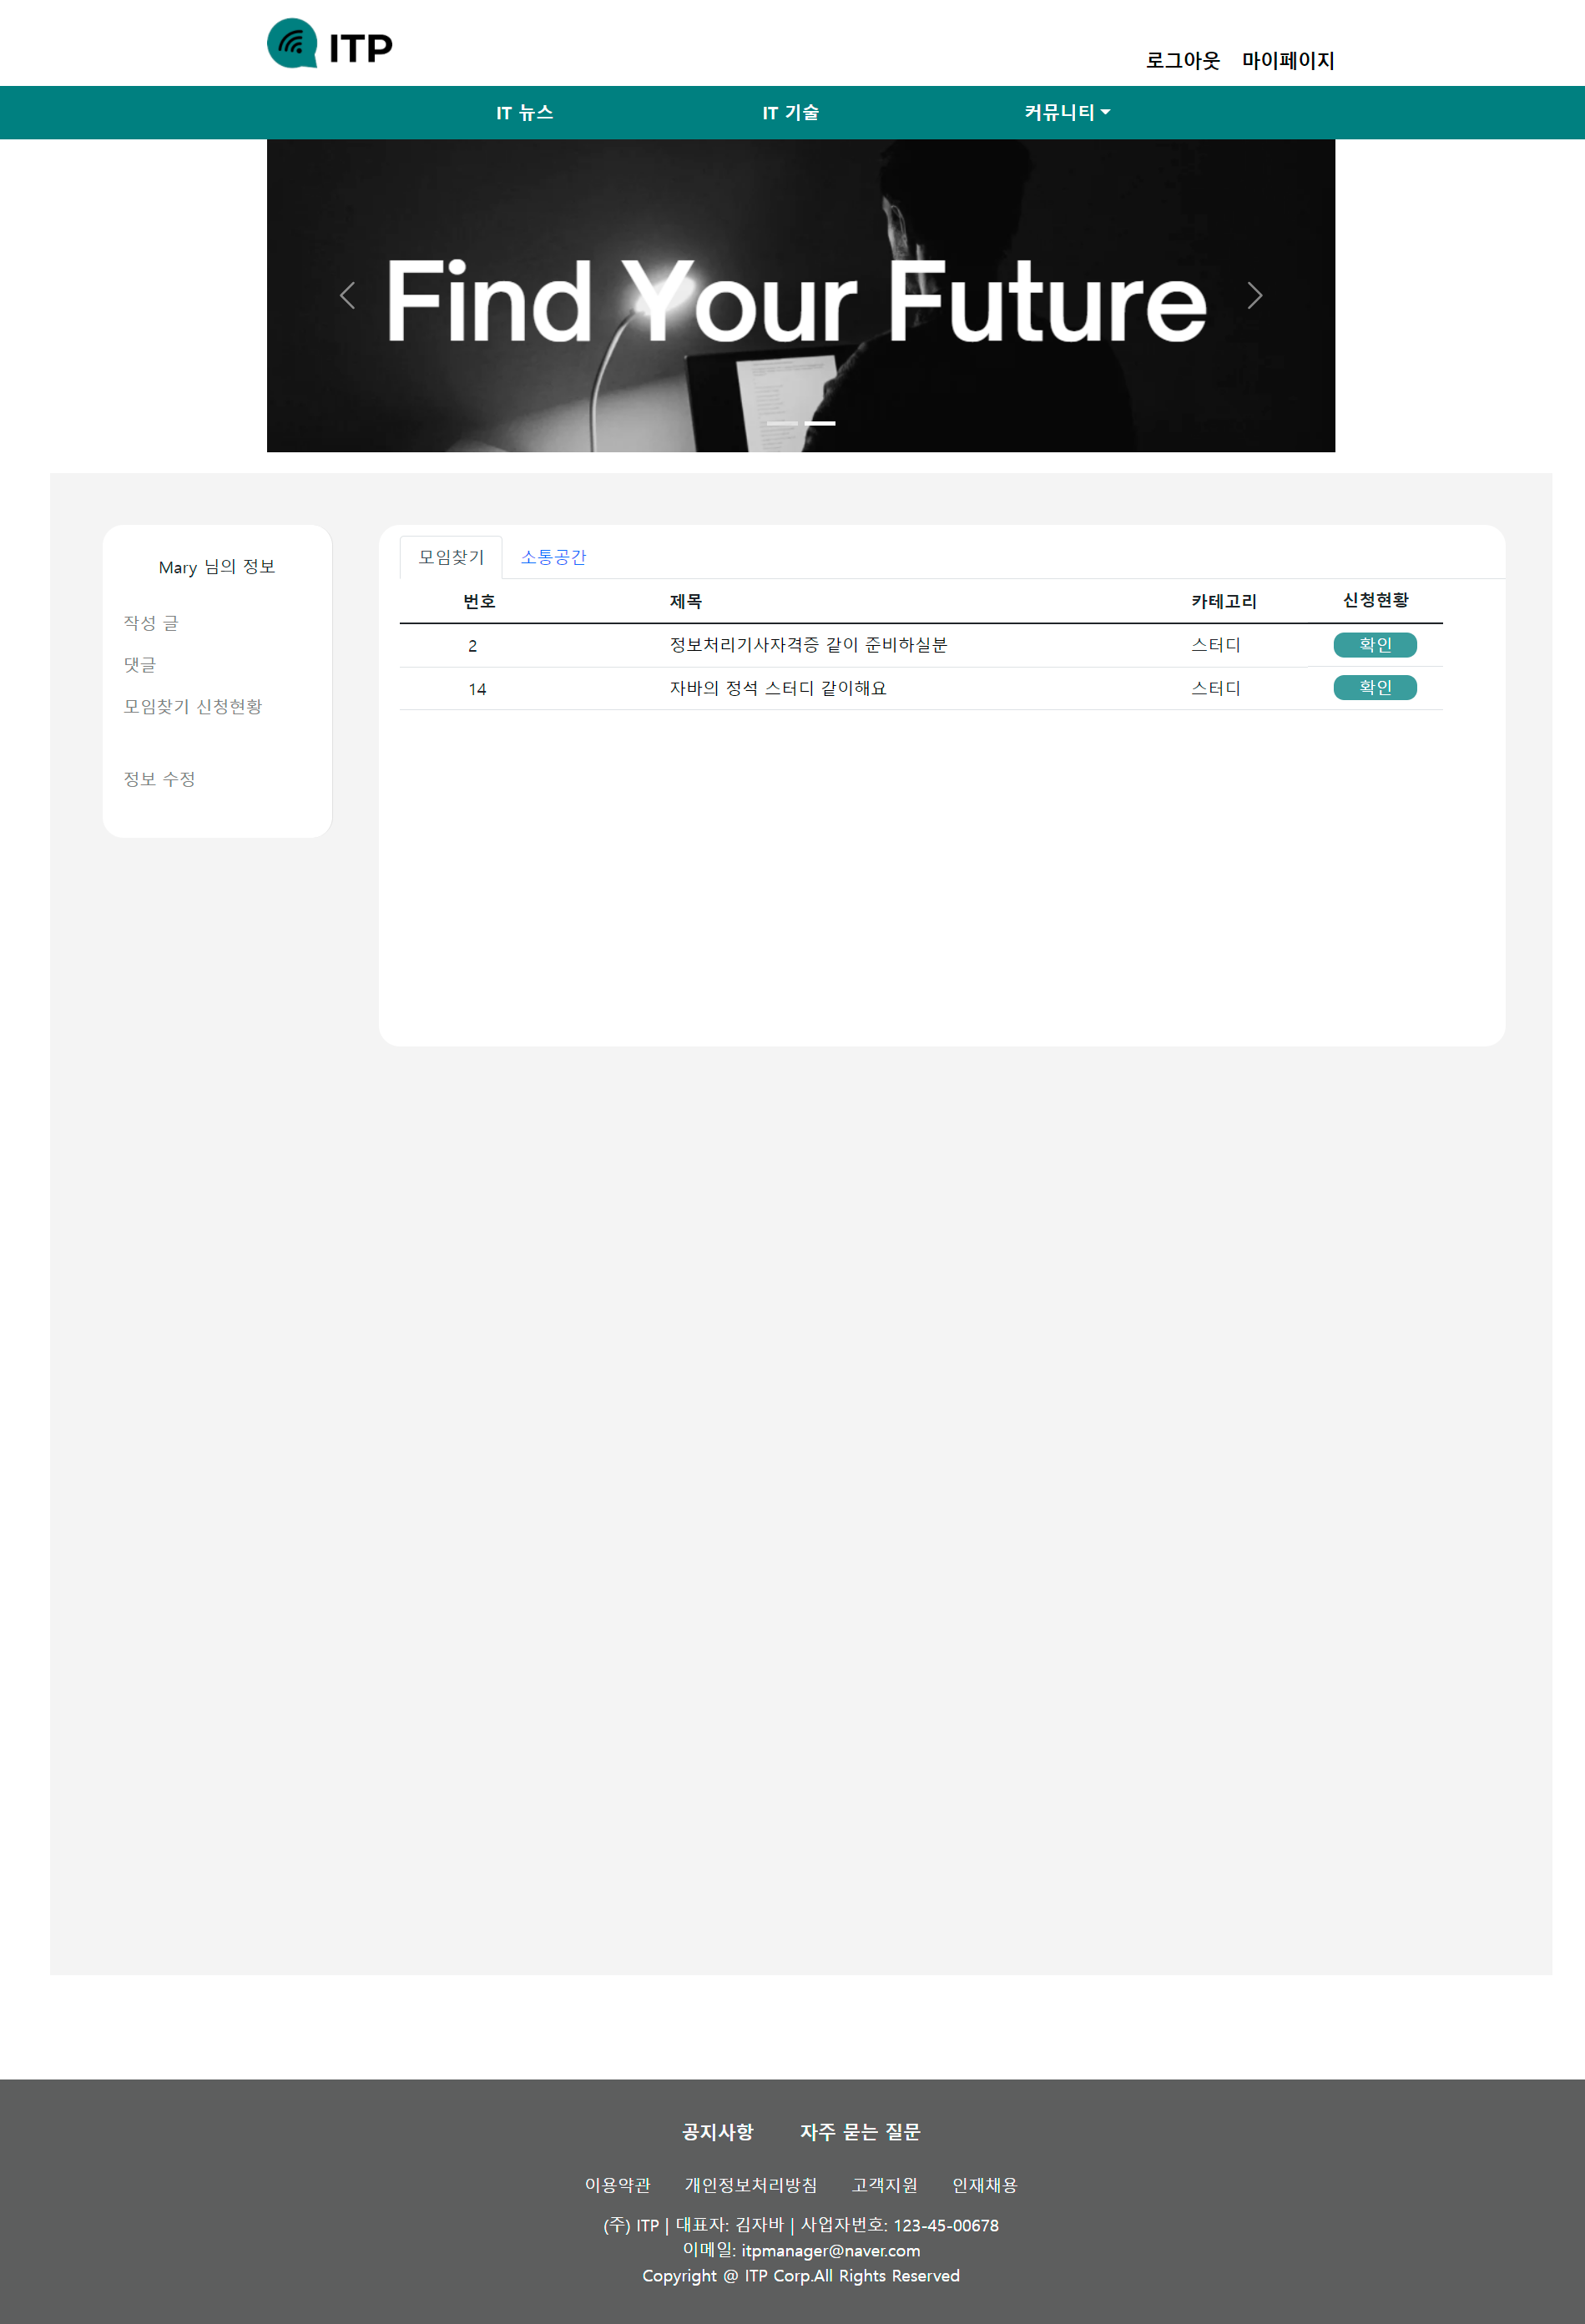 ITP
로그아웃 마이페이지
IT 뉴스 IT 기술 커뮤니티
Find Your Future
Mary 님의 정보
작성 글
댓글
모임찾기 신청현황
정보 수정
모임찾기 소통공간
번호 제목 카테고리 신청현황
2 정보처리기사자격증 같이 준비하실분 스터디 확인
14 자바의 정석 스터디 같이해요 스터디 확인
공지사항 자주 묻는 질문
이용약관 개인정보처리방침 고객지원 인재채용
(주) ITP | 대표자: 김자바 | 사업자번호: 123-45-00678
이메일: itpmanager@naver.com
Copyright @ ITP Corp.All Rights Reserved